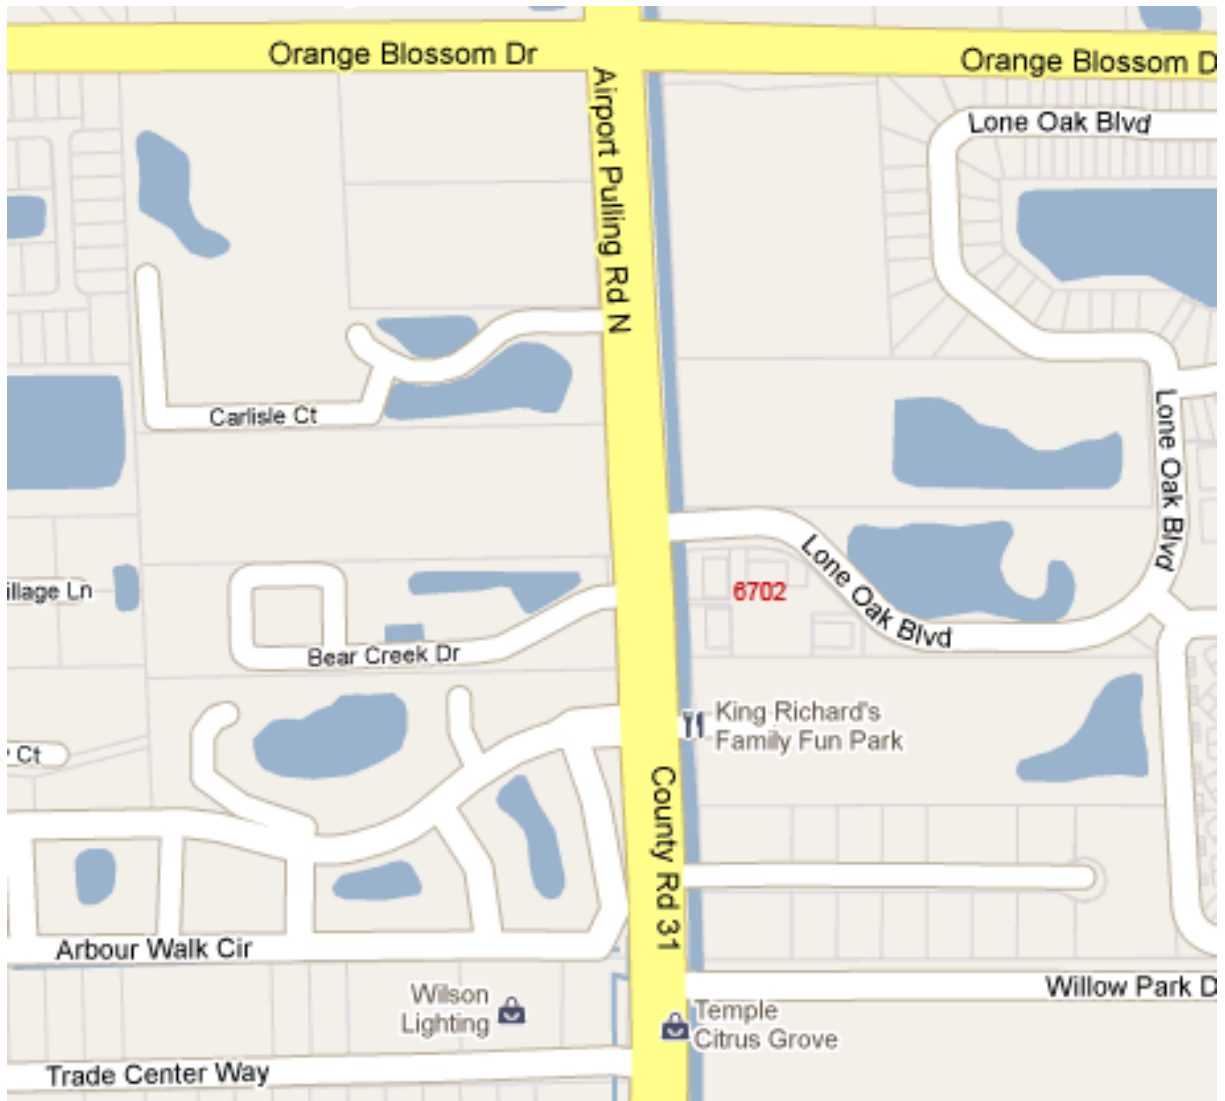 Orange Blossom Dr
Orange Blossom D
Airport Pulling Rd N
Lone Oak Blvd
Carlisle Ct
Lone Oak Blvd
Lone Oak Blvd
illage Ln
6702
Bear Creek Dr
King Richard's
Family Fun Park
Ct
County Rd 31
Arbour Walk Cir
Wilson
Lighting
Willow Park D
Temple
Citrus Grove
Trade Center Way